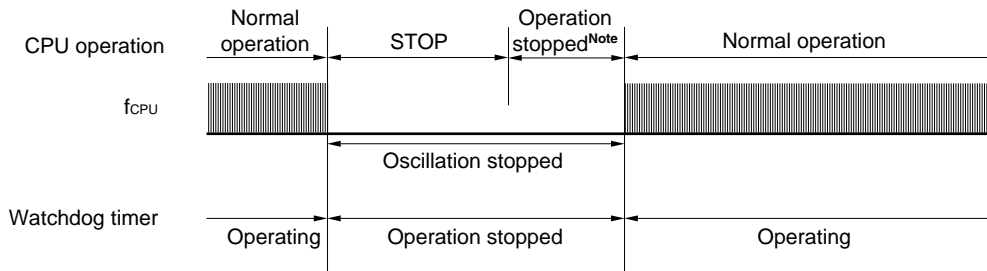 Normal operation
Operation stopped^Note
CPU operation
STOP
Normal operation
fCPU
Oscillation stopped
Watchdog timer
Operating
Operation stopped
Operating